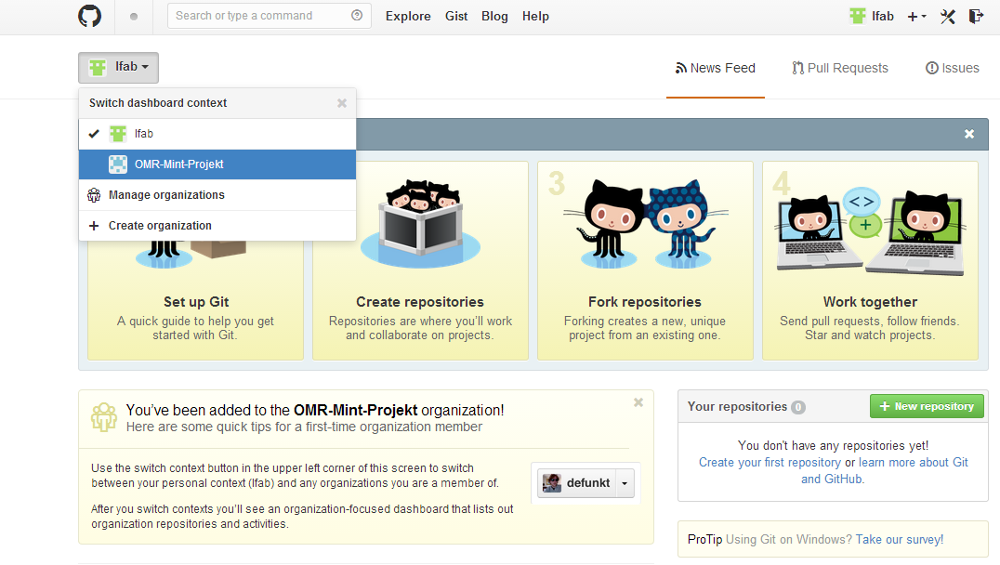 Search or type a command
Explore
Gist
Blog
Help
lfab
lfab
News Feed
Pull Requests
Issues
Switch dashboard context
lfab
OMR-Mint-Projekt
Manage organizations
Create organization
3
4
<>
+
Set up Git
A quick guide to help you get
started with Git.
Create repositories
Repositories are where you'll work
and collaborate on projects.
Fork repositories
Forking creates a new, unique
project from an existing one.
Work together
Send pull requests, follow friends.
Star and watch projects.
You've been added to the OMR-Mint-Projekt organization!
Here are some quick tips for a first-time organization member
Use the switch context button in the upper left corner of this screen to switch
between your personal context (lfab) and any organizations you are a member of.
After you switch contexts you'll see an organization-focused dashboard that lists out
organization repositories and activities.
defunkt
Your repositories 0
New repository
You don't have any repositories yet!
Create your first repository or learn more about Git
and GitHub.
ProTip Using Git on Windows? Take our survey!